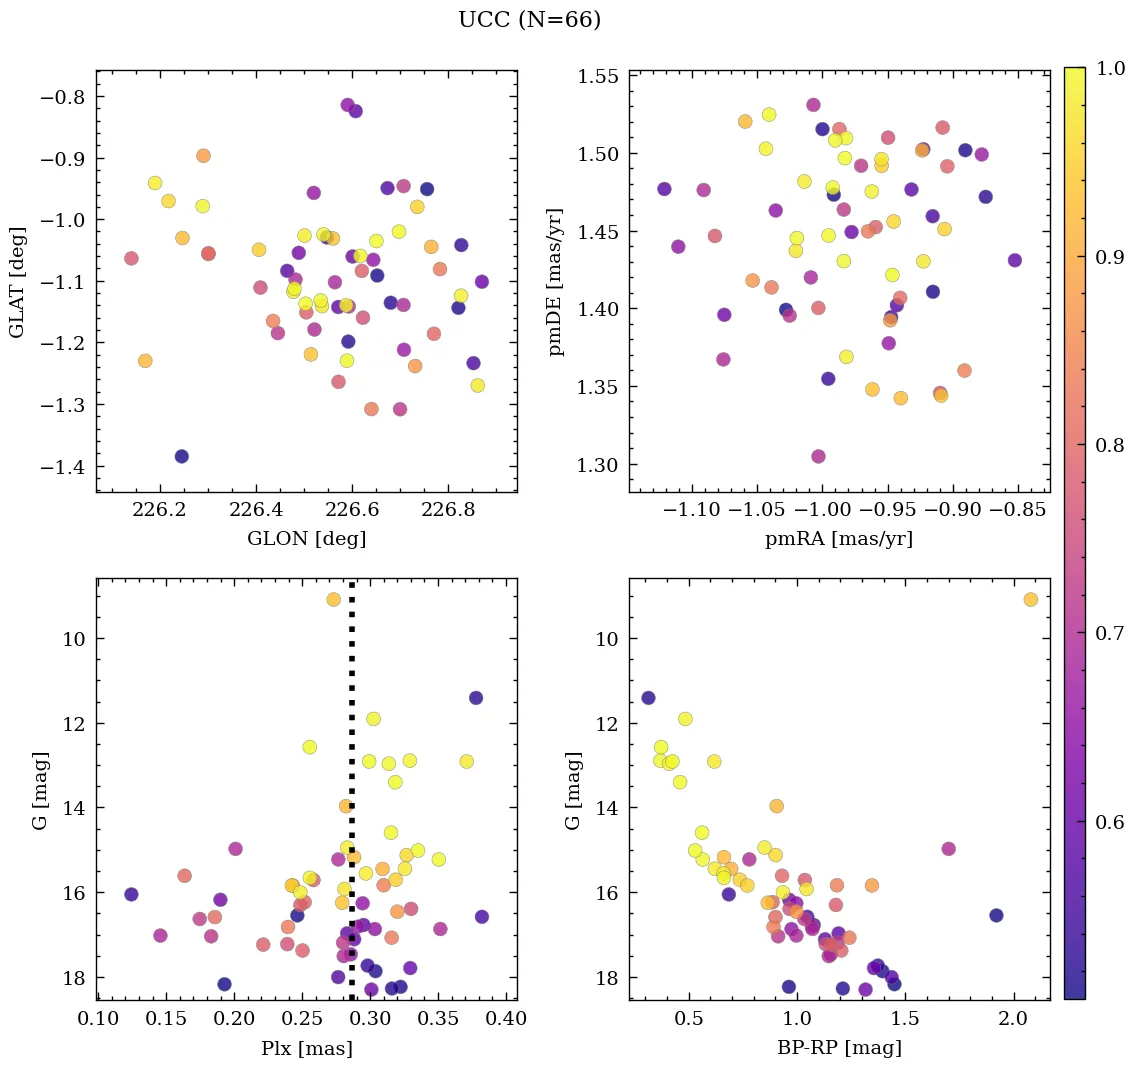 UCC (N=66)
−0.8
−0.9
−1.0
−1.1
−1.2
−1.3
−1.4
GLAT [deg]
226.2 226.4 226.6 226.8
GLON [deg]
1.55
1.50
1.45
1.40
1.35
1.30
pmDE [mas/yr]
−1.10 −1.05 −1.00 −0.95 −0.90 −0.85
pmRA [mas/yr]
10
12
14
16
18
G [mag]
0.10 0.15 0.20 0.25 0.30 0.35 0.40
Plx [mas]
10
12
14
16
18
G [mag]
0.5 1.0 1.5 2.0
BP-RP [mag]
1.0
0.9
0.8
0.7
0.6